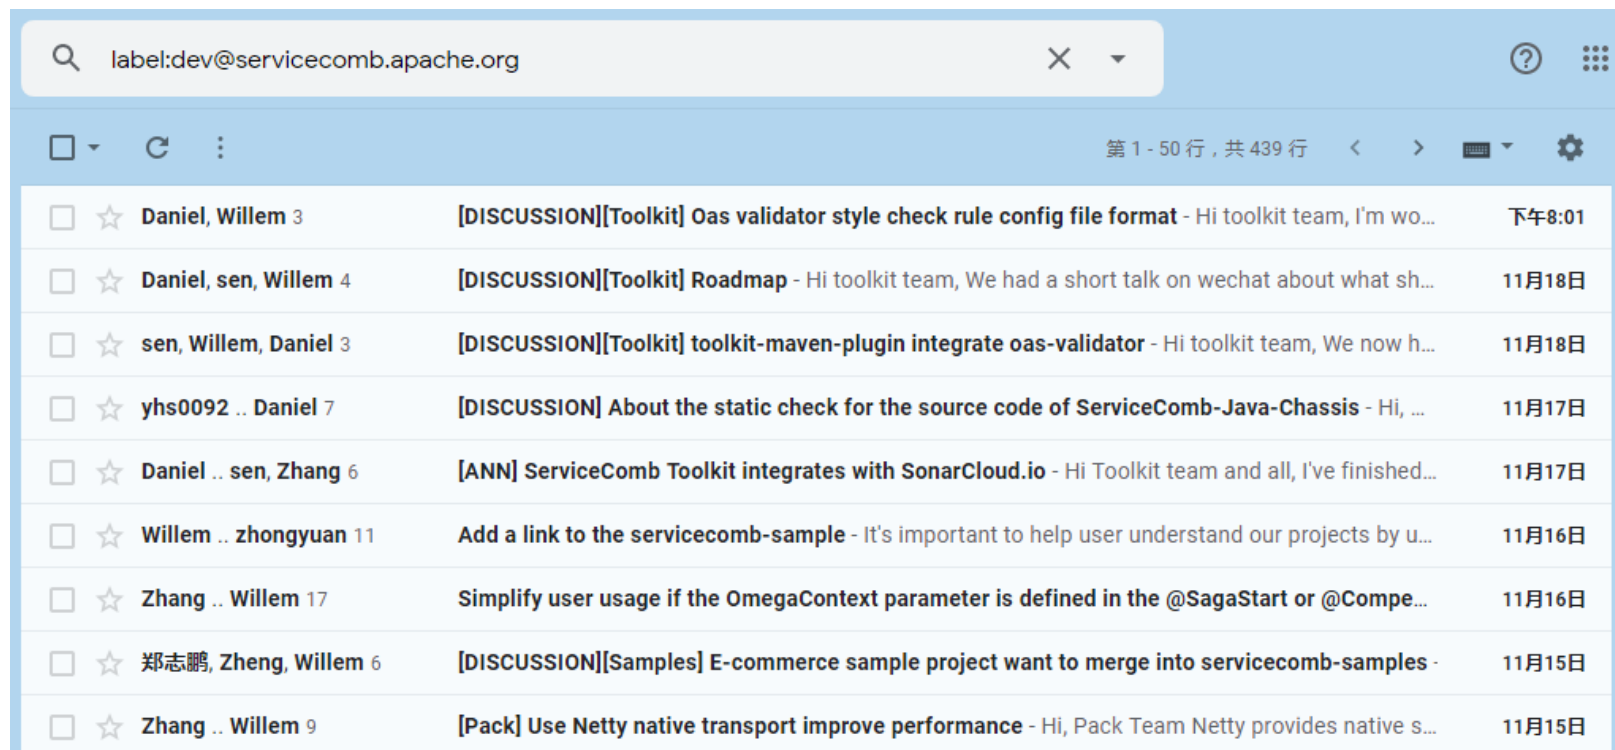 label:dev@servicecomb.apache.org
第 1 - 50 行，共 439 行
Daniel, Willem 3 [DISCUSSION][Toolkit] Oas validator style check rule config file format - Hi toolkit team, I'm wo... 下午8:01
Daniel, sen, Willem 4 [DISCUSSION][Toolkit] Roadmap - Hi toolkit team, We had a short talk on wechat about what sh... 11月18日
sen, Willem, Daniel 3 [DISCUSSION][Toolkit] toolkit-maven-plugin integrate oas-validator - Hi toolkit team, We now h... 11月18日
yhs0092 .. Daniel 7 [DISCUSSION] About the static check for the source code of ServiceComb-Java-Chassis - Hi, ... 11月17日
Daniel .. sen, Zhang 6 [ANN] ServiceComb Toolkit integrates with SonarCloud.io - Hi Toolkit team and all, I've finished... 11月17日
Willem .. zhongyuan 11 Add a link to the servicecomb-sample - It's important to help user understand our projects by u... 11月16日
Zhang .. Willem 17 Simplify user usage if the OmegaContext parameter is defined in the @SagaStart or @Compe... 11月16日
郑志鹏, Zheng, Willem 6 [DISCUSSION][Samples] E-commerce sample project want to merge into servicecomb-samples - 11月15日
Zhang .. Willem 9 [Pack] Use Netty native transport improve performance - Hi, Pack Team Netty provides native s... 11月15日